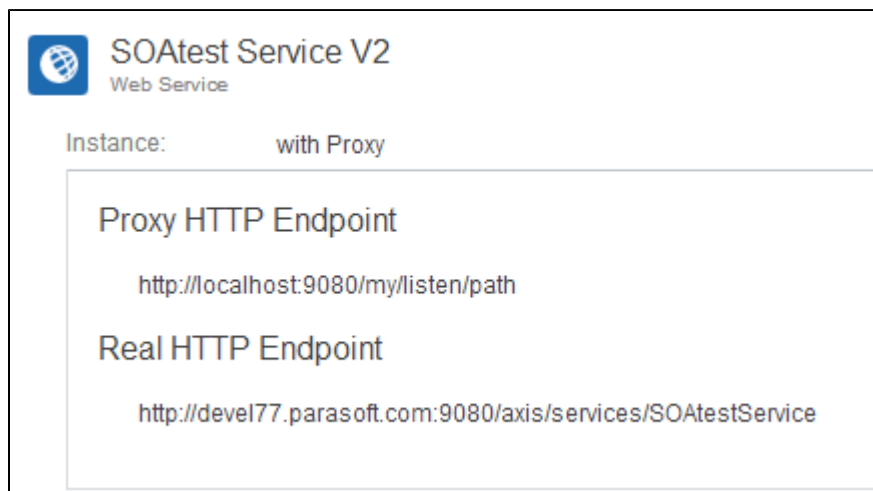 SOAtest Service V2
Web Service
Instance: with Proxy
Proxy HTTP Endpoint
http://localhost:9080/my/listen/path
Real HTTP Endpoint
http://devel77.parasoft.com:9080/axis/services/SOAtestService